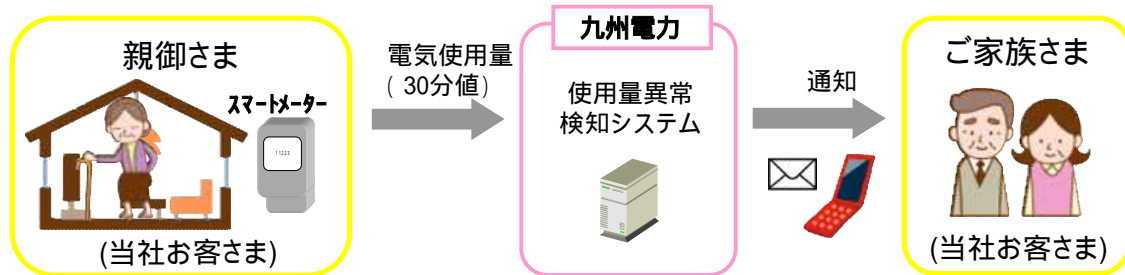 親御さま
スマートメーター
11223
(当社お客さま)
電気使用量
( 30分値)
九州電力
使用量異常
検知システム
通知
ご家族さま
(当社お客さま)